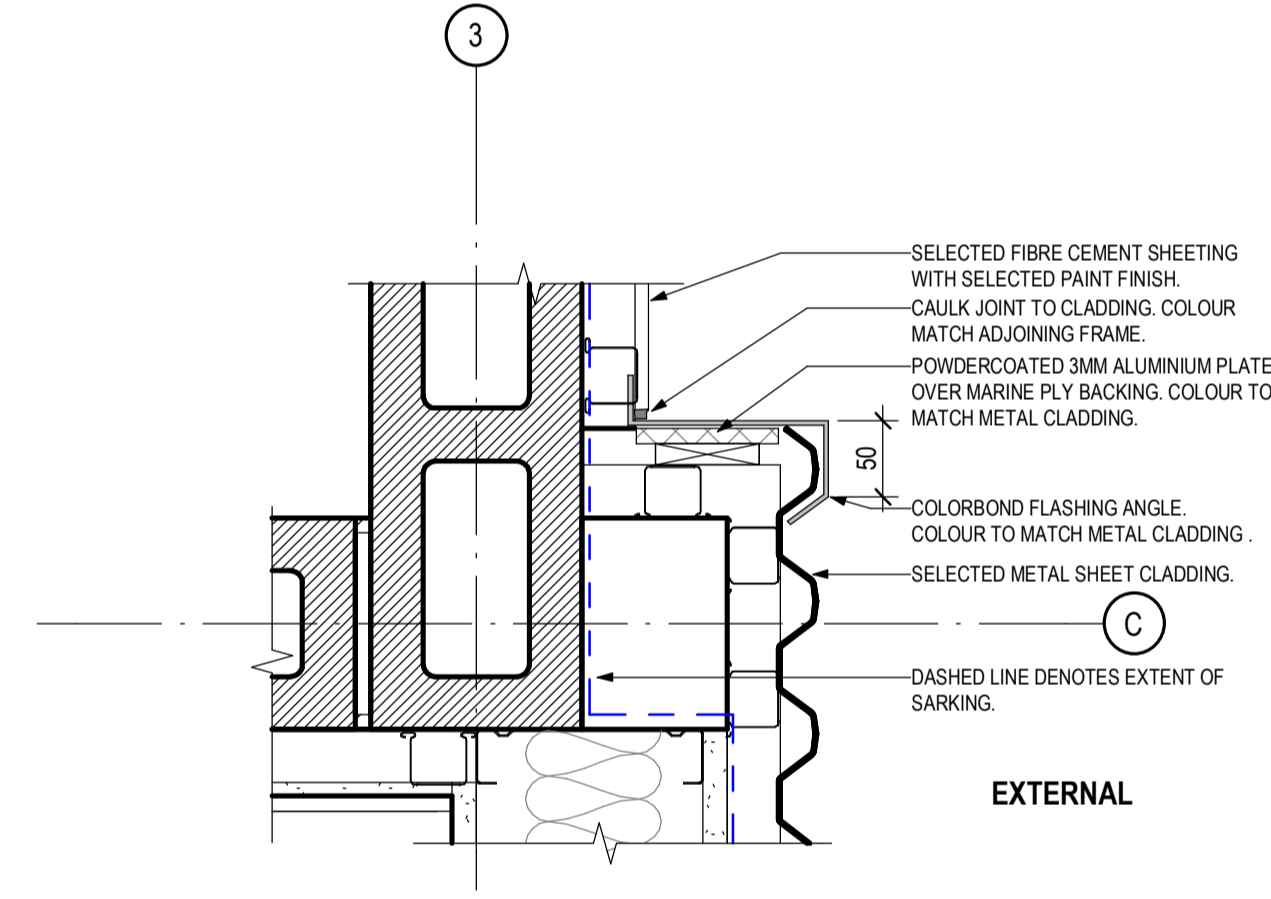 3
SELECTED FIBRE CEMENT SHEETING
WITH SELECTED PAINT FINISH.
CAULK JOINT TO CLADDING. COLOUR
MATCH ADJOINING FRAME.
POWDERCOATED 3MM ALUMINIUM PLATE
OVER MARINE PLY BACKING. COLOUR TO
MATCH METAL CLADDING.
50
COLORBOND FLASHING ANGLE.
COLOUR TO MATCH METAL CLADDING .
SELECTED METAL SHEET CLADDING.
C
DASHED LINE DENOTES EXTENT OF
SARKING.
EXTERNAL